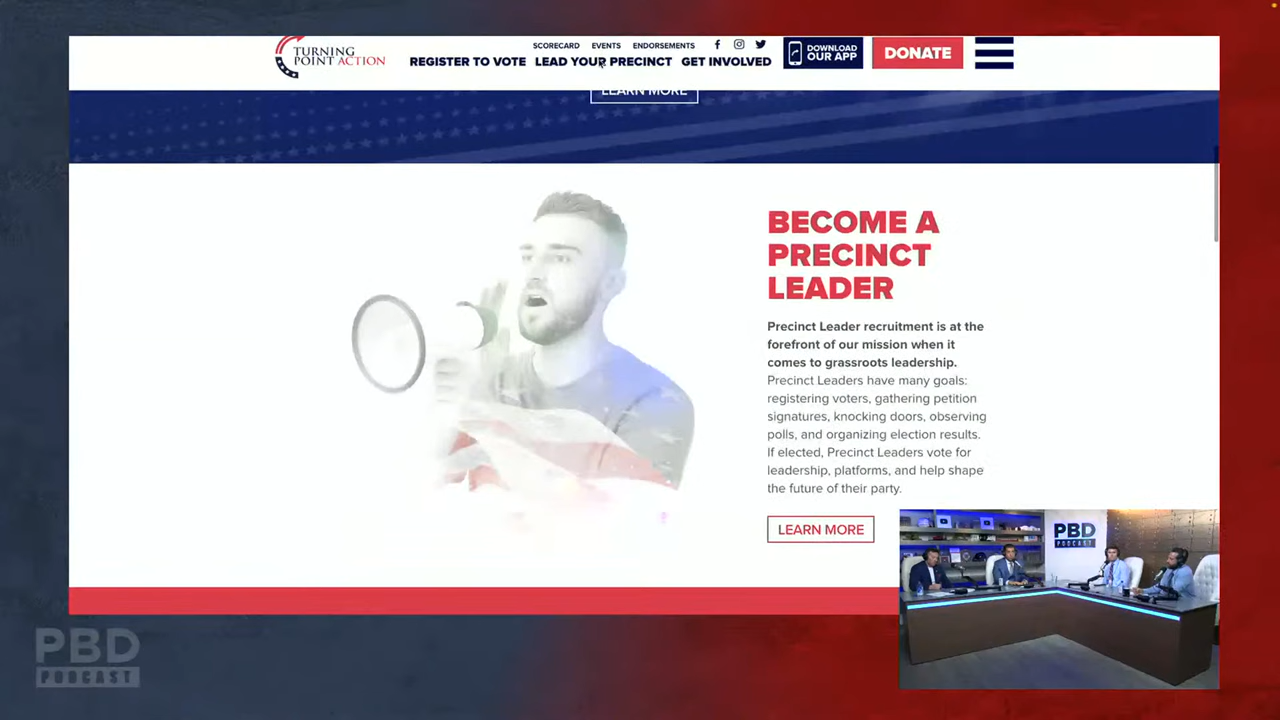 TURNING
POINT ACTION
SCORECARD EVENTS ENDORSEMENTS
REGISTER TO VOTE LEAD YOUR PRECINCT GET INVOLVED
DOWNLOAD
OUR APP
DONATE
LEARN MORE
BECOME A
PRECINCT
LEADER
Precinct Leader recruitment is at the
forefront of our mission when it
comes to grassroots leadership.
Precinct Leaders have many goals:
registering voters, gathering petition
signatures, knocking doors, observing
polls, and organizing election results.
If elected, Precinct Leaders vote for
leadership, platforms, and help shape
the future of their party.
LEARN MORE
PBD
PODCAST
PBD
PODCAST